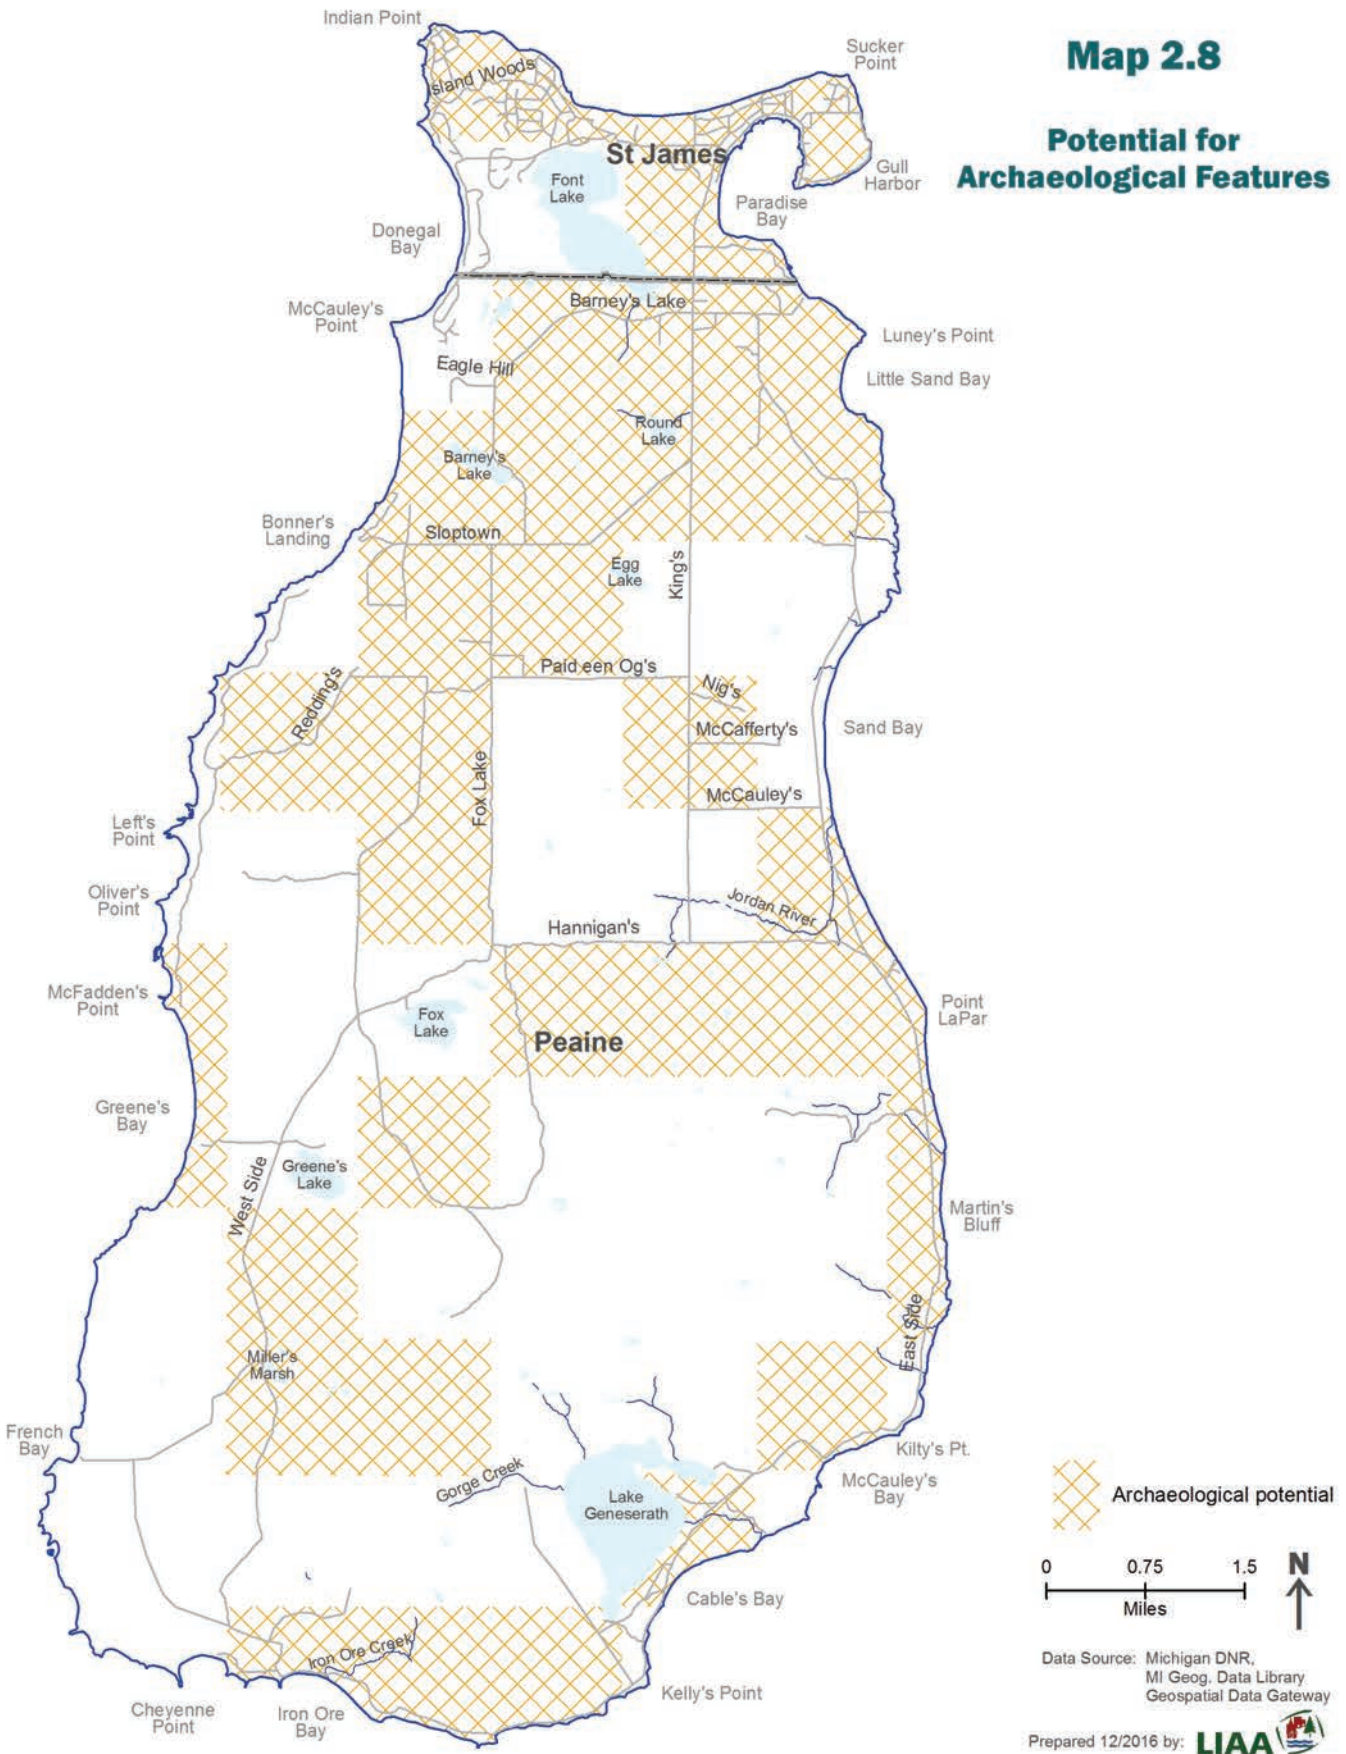 Indian Point
Map 2.8
Sucker
Point
sland Woods
Potential for
Archaeological Features
St James
Gull
Harbor
Font
Lake
Paradise
Bay
Donegal
Bay
McCauley's
Point
Barney's Lake
Luney's Point
Eagle Hill
Little Sand Bay
Round
Lake
Barney's
Lake
Bonner's
Landing
Sloptown
Egg
Lake
King's
Paid een Og's
Redding's
Nig's
McCafferty's
Sand Bay
Fox Lake
McCauley's
Left's
Point
Oliver's
Point
Jordan River
Hannigan's
McFadden's
Point
Fox
Lake
Point
LaPar
Peaine
Greene's
Bay
Greene's
Lake
West Side
Martin's
Bluff
East Side
Miller's
Marsh
French
Bay
Kilty's Pt.
Gorge Creek
McCauley's
Bay
Lake
Geneserath
Archaeological potential
0 0.75 1.5
Miles
N
Cable's Bay
Iron Ore Creek
Kelly's Point
Cheyenne
Point
Iron Ore
Bay
Data Source: Michigan DNR,
MI Geog. Data Library
Geospatial Data Gateway
Prepared 12/2016 by: LIAA